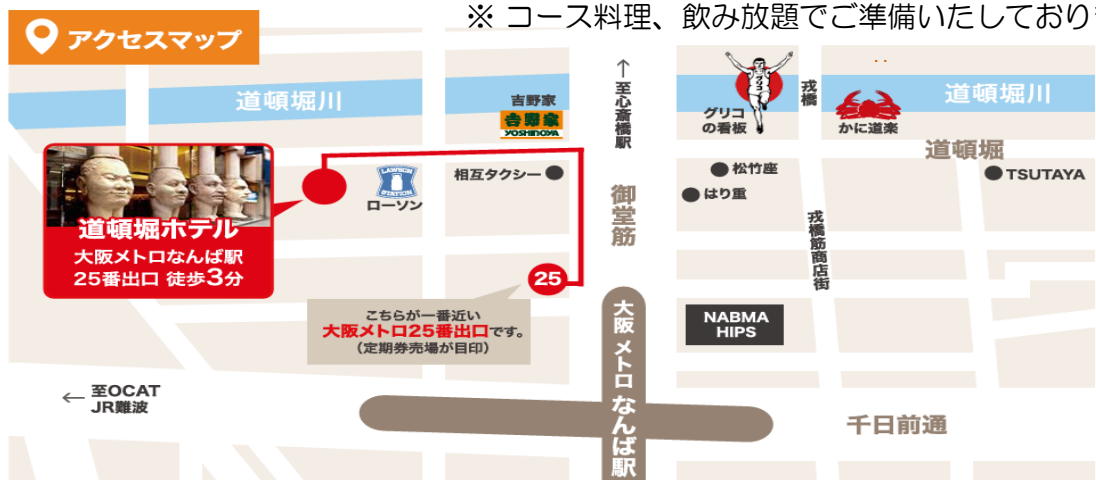 ※ コース料理、飲み放題でご準備いたしており
アクセスマップ
道頓堀川
吉野家
吉野家
YOSHINOYA
↑至心斎橋駅
グリコ
の看板
戎橋
かに道楽
道頓堀川
道頓堀
LAWSON
STATION
ローソン
相互タクシー
御堂筋
松竹座
はり重
TSUTAYA
戎橋筋商店街
道頓堀ホテル
大阪メトロなんば駅
25番出口 徒歩3分
25
こちらが一番近い
大阪メトロ25番出口です。
(定期券売場が目印)
大阪メトロなんば駅
NABMA
HIPS
← 至OCAT
JR難波
千日前通